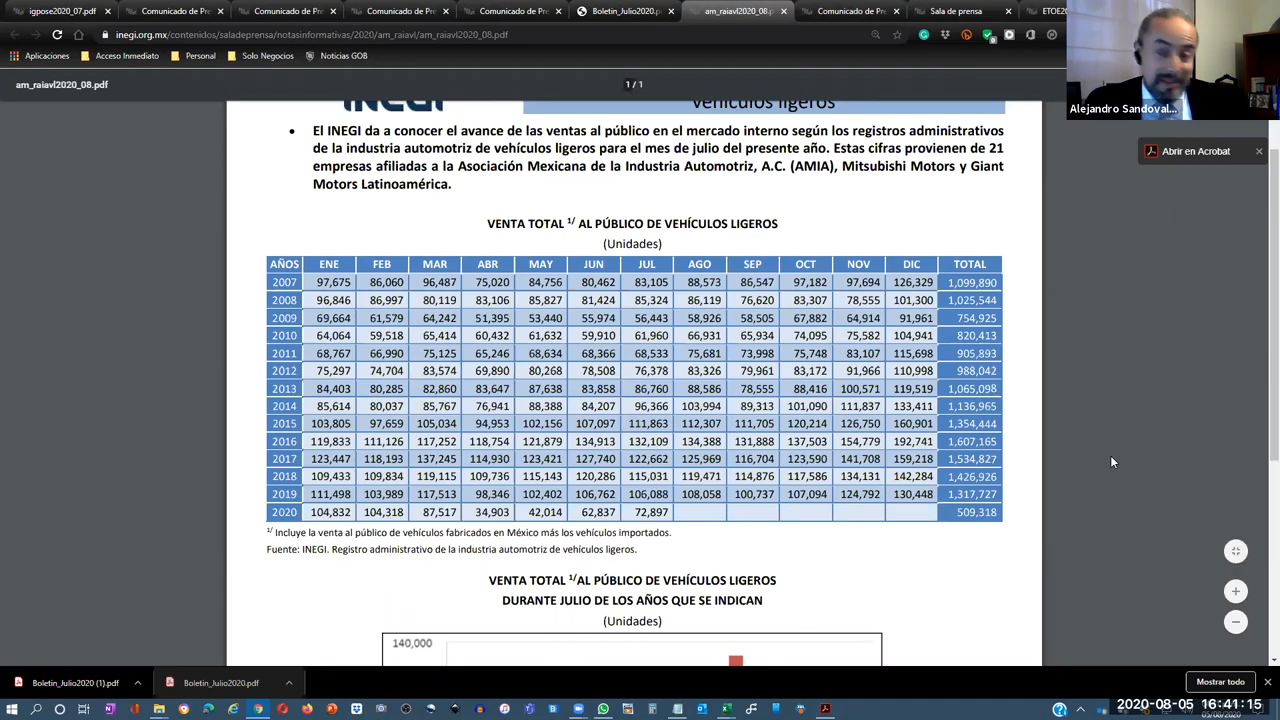 igpose2020_07.pdf
Comunicado de Pre
Comunicado de Pre
Comunicado de Pre
Comunicado de Pre
Boletin_Julio2020.p
am_raiavl2020_08.p
Comunicado de Pre
Sala de prensa
ETOE20
inegi.org.mx/contenidos/saladeprensa/notasinformativas/2020/am_raiavl/am_raiavl2020_08.pdf
Aplicaciones
Acceso Inmediato
Personal
Solo Negocios
Noticias GOB
am_raiavl2020_08.pdf
1 / 1
Alejandro Sandoval...
Abrir en Acrobat
INEGI
vehículos ligeros
• El INEGI da a conocer el avance de las ventas al público en el mercado interno según los registros administrativos
de la industria automotriz de vehículos ligeros para el mes de julio del presente año. Estas cifras provienen de 21
empresas afiliadas a la Asociación Mexicana de la Industria Automotriz, A.C. (AMIA), Mitsubishi Motors y Giant
Motors Latinoamérica.
VENTA TOTAL 1/ AL PÚBLICO DE VEHÍCULOS LIGEROS
(Unidades)
AÑOS ENE FEB MAR ABR MAY JUN JUL AGO SEP OCT NOV DIC TOTAL
2007 97,675 86,060 96,487 75,020 84,756 80,462 83,105 88,573 86,547 97,182 97,694 126,329 1,099,890
2008 96,846 86,997 80,119 83,106 85,827 81,424 85,324 86,119 76,620 83,307 78,555 101,300 1,025,544
2009 69,664 61,579 64,242 51,395 53,440 55,974 56,443 58,926 58,505 67,882 64,914 91,961 754,925
2010 64,064 59,518 65,414 60,432 61,632 59,910 61,960 66,931 65,934 74,095 75,582 104,941 820,413
2011 68,767 66,990 75,125 65,246 68,634 68,366 68,533 75,681 73,998 75,748 83,107 115,698 905,893
2012 75,297 74,704 83,574 69,890 80,268 78,508 76,378 83,326 79,961 83,172 91,966 110,998 988,042
2013 84,403 80,285 82,860 83,647 87,638 83,858 86,760 88,586 78,555 88,416 100,571 119,519 1,065,098
2014 85,614 80,037 85,767 76,941 88,388 84,207 96,366 103,994 89,313 101,090 111,837 133,411 1,136,965
2015 103,805 97,659 105,034 94,953 102,156 107,097 111,863 112,307 111,705 120,214 126,750 160,901 1,354,444
2016 119,833 111,126 117,252 118,754 121,879 134,913 132,109 134,388 131,888 137,503 154,779 192,741 1,607,165
2017 123,447 118,193 137,245 114,930 123,421 127,740 122,662 125,969 116,704 123,590 141,708 159,218 1,534,827
2018 109,433 109,834 119,115 109,736 115,143 120,286 115,031 119,471 114,876 117,586 134,131 142,284 1,426,926
2019 111,498 103,989 117,513 98,346 102,402 106,762 106,088 108,058 100,737 107,094 124,792 130,448 1,317,727
2020 104,832 104,318 87,517 34,903 42,014 62,837 72,897 509,318
1/ Incluye la venta al público de vehículos fabricados en México más los vehículos importados.
Fuente: INEGI. Registro administrativo de la industria automotriz de vehículos ligeros.
VENTA TOTAL 1/AL PÚBLICO DE VEHÍCULOS LIGEROS
DURANTE JULIO DE LOS AÑOS QUE SE INDICAN
(Unidades)
140,000
Boletin_Julio2020 (1).pdf
Boletin_Julio2020.pdf
Mostrar todo
2020-08-05 16:41:15
05/08/2020